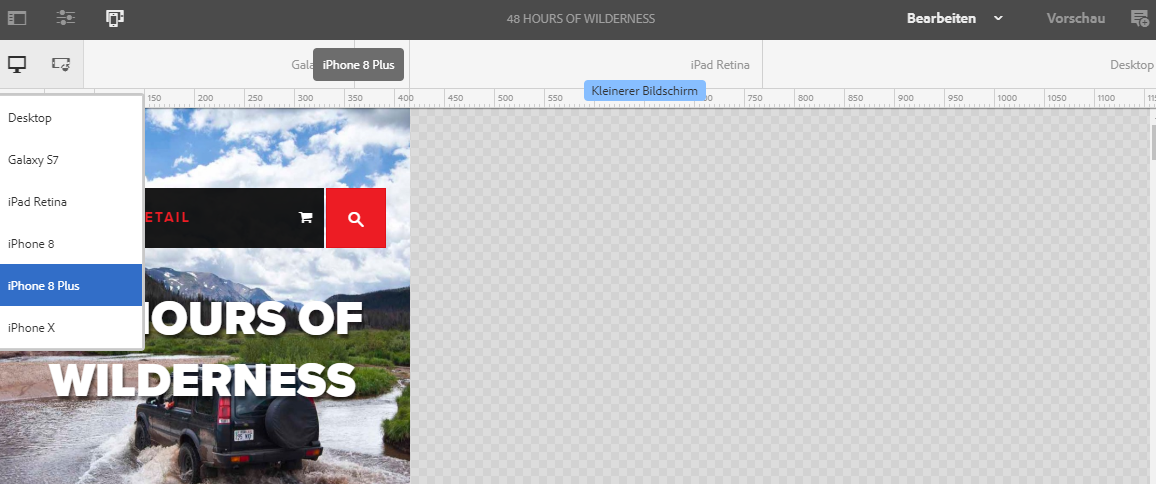 48 HOURS OF WILDERNESS
Bearbeiten
Vorschau
Gala
iPhone 8 Plus
iPad Retina
Desktop
Kleinerer Bildschirm
150 200 250 300 350 400 450 500 550 700 750 800 850 900 950 1000 1050 1100
Desktop
Galaxy S7
iPad Retina
iPhone 8
iPhone 8 Plus
iPhone X
ETAIL
HOURS OF
WILDERNESS